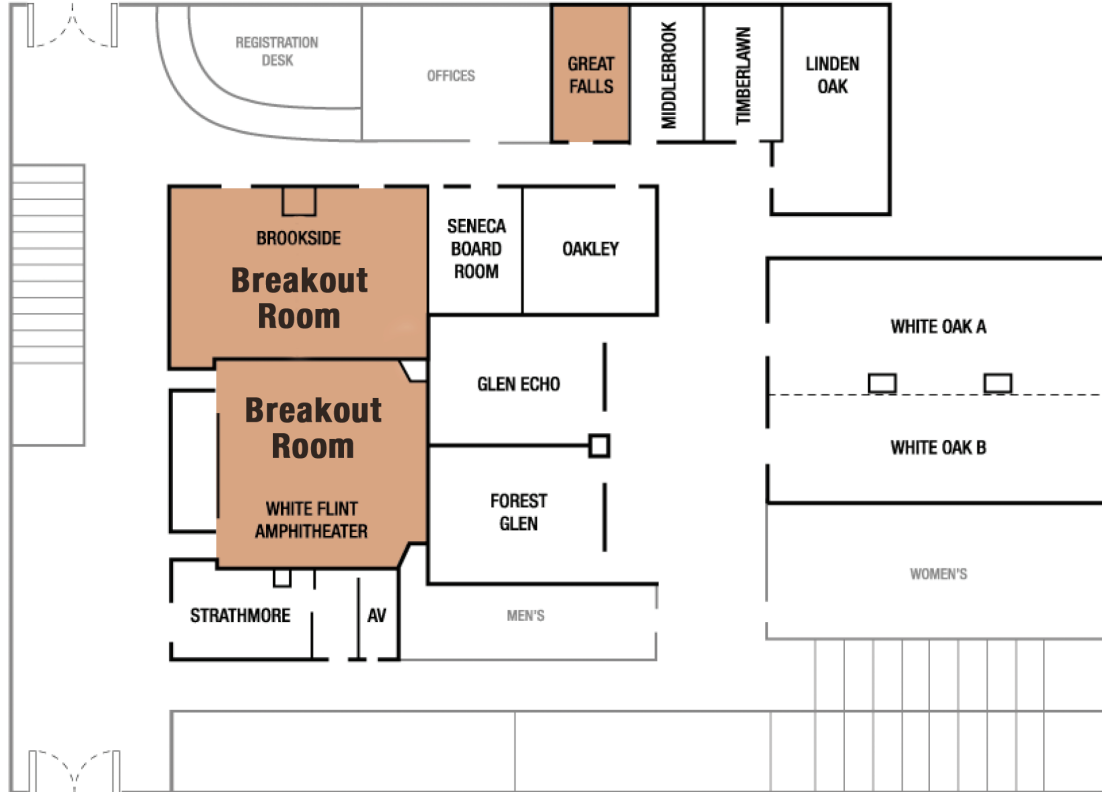 REGISTRATION
DESK
OFFICES
GREAT
FALLS
MIDDLEBROOK
TIMBERLAWN
LINDEN
OAK
BROOKSIDE
Breakout
Room
SENECA
BOARD
ROOM
OAKLEY
WHITE OAK A
GLEN ECHO
Breakout
Room
WHITE FLINT
AMPHITHEATER
FOREST
GLEN
WHITE OAK B
WOMEN'S
STRATHMORE
AV
MEN'S